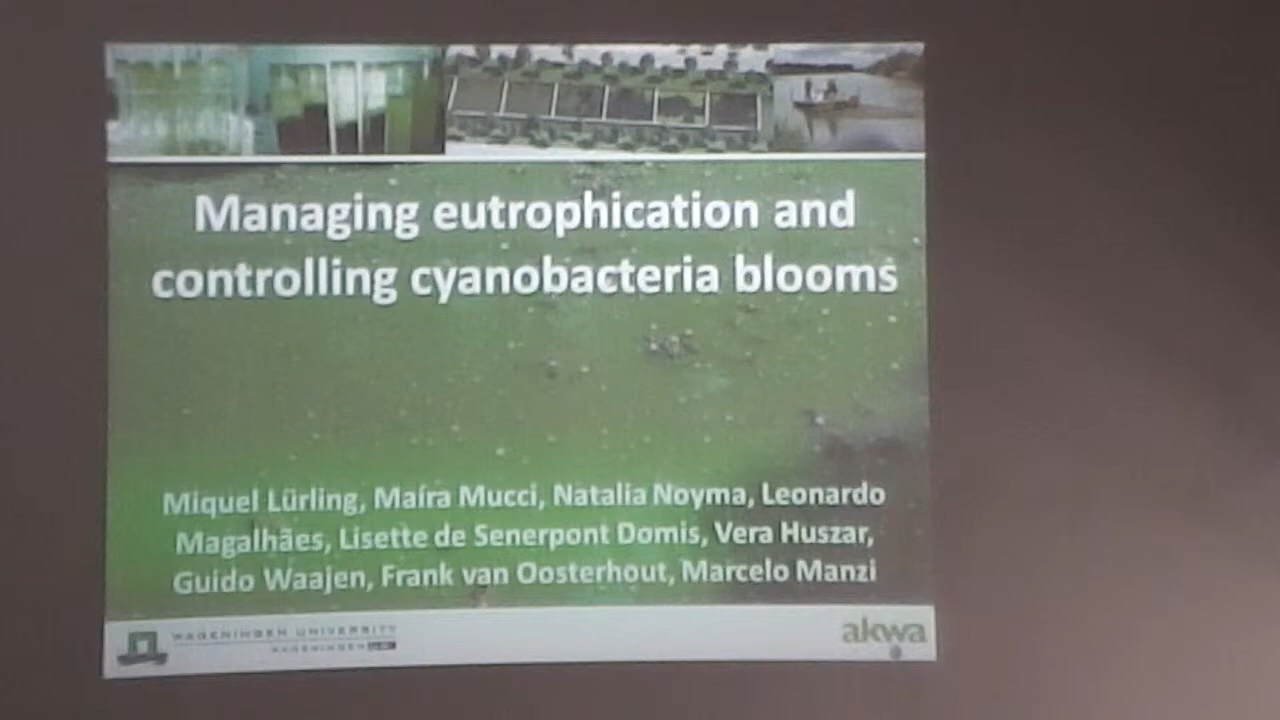 Managing eutrophication and
controlling cyanobacteria blooms
Miquel Lürling, Maíra Mucci, Natalia Noyma, Leonardo
Magalhães, Lisette de Senerpont Domis, Vera Huszar,
Guido Waajen, Frank van Oosterhout, Marcelo Manzi
WAGENINGEN UNIVERSITY
WAGENINGEN
akwa